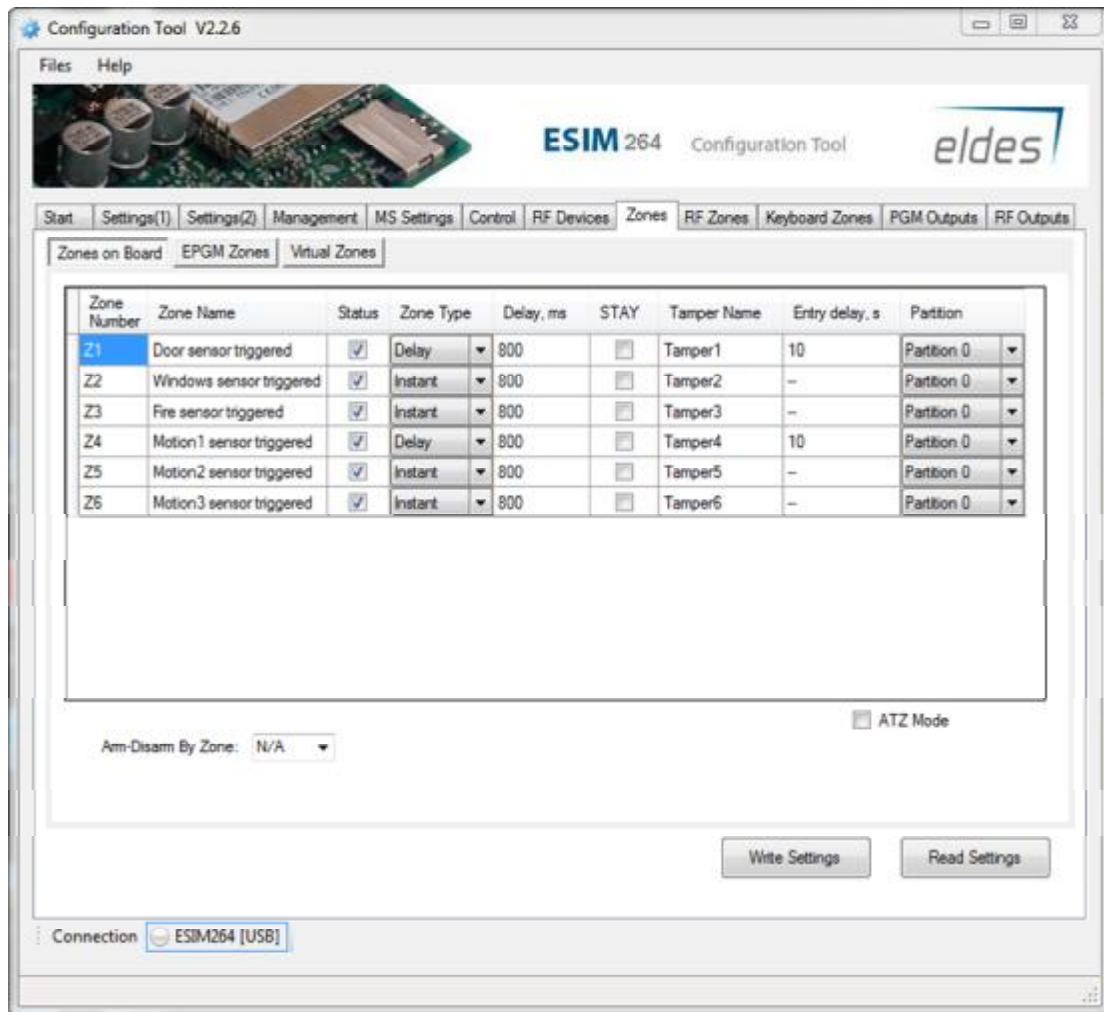 Configuration Tool V2.2.6
Files Help
ESIM 264 Configuration Tool eldes
Start Settings(1) Settings(2) Management MS Settings Control RF Devices Zones RF Zones Keyboard Zones PGM Outputs RF Outputs
Zones on Board EPGM Zones Virtual Zones
Zone Number Zone Name Status Zone Type Delay, ms STAY Tamper Name Entry delay, s Partition
Z1 Door sensor triggered Delay 800 Tamper1 10 Partition 0
Z2 Windows sensor triggered Instant 800 Tamper2 -- Partition 0
Z3 Fire sensor triggered Instant 800 Tamper3 -- Partition 0
Z4 Motion1 sensor triggered Delay 800 Tamper4 10 Partition 0
Z5 Motion2 sensor triggered Instant 800 Tamper5 -- Partition 0
Z6 Motion3 sensor triggered Instant 800 Tamper6 -- Partition 0
ATZ Mode
Arm-Disarm By Zone: N/A
Write Settings Read Settings
Connection ESIM264 [USB]